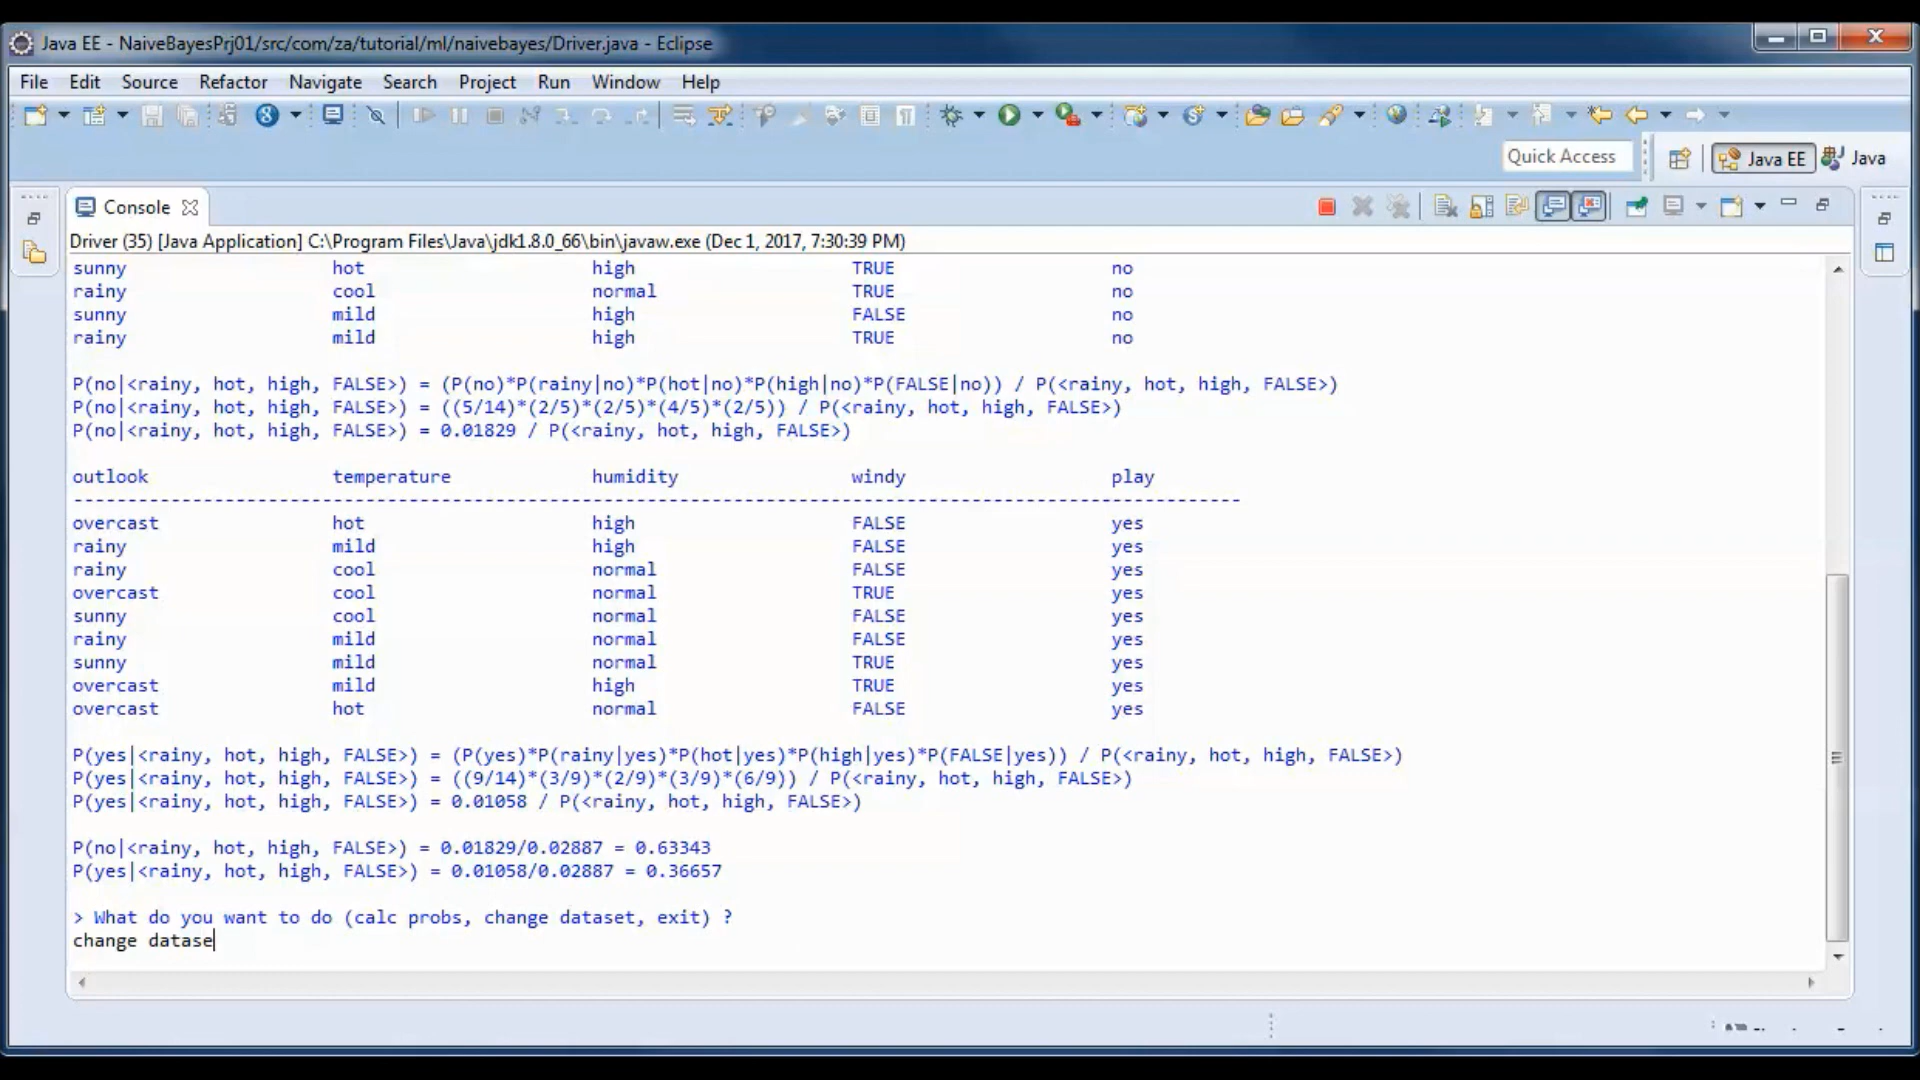 Java EE - NaiveBayesPrj01/src/com/za/tutorial/ml/naivebayes/Driver.java - Eclipse
File Edit Source Refactor Navigate Search Project Run Window Help
Quick Access Java EE Java
Console
Driver (35) [Java Application] C:\Program Files\Java\jdk1.8.0_66\bin\javaw.exe (Dec 1, 2017, 7:30:39 PM)
sunny hot high TRUE no
rainy cool normal TRUE no
sunny mild high FALSE no
rainy mild high TRUE no
P(no|<rainy, hot, high, FALSE>) = (P(no)*P(rainy|no)*P(hot|no)*P(high|no)*P(FALSE|no)) / P(<rainy, hot, high, FALSE>)
P(no|<rainy, hot, high, FALSE>) = ((5/14)*(2/5)*(2/5)*(4/5)*(2/5)) / P(<rainy, hot, high, FALSE>)
P(no|<rainy, hot, high, FALSE>) = 0.01829 / P(<rainy, hot, high, FALSE>)
outlook temperature humidity windy play
------------------------------------------------------------------------------------------------------------
overcast hot high FALSE yes
rainy mild high FALSE yes
rainy cool normal FALSE yes
overcast cool normal TRUE yes
sunny cool normal FALSE yes
rainy mild normal FALSE yes
sunny mild normal TRUE yes
overcast mild high TRUE yes
overcast hot normal FALSE yes
P(yes|<rainy, hot, high, FALSE>) = (P(yes)*P(rainy|yes)*P(hot|yes)*P(high|yes)*P(FALSE|yes)) / P(<rainy, hot, high, FALSE>)
P(yes|<rainy, hot, high, FALSE>) = ((9/14)*(3/9)*(2/9)*(3/9)*(6/9)) / P(<rainy, hot, high, FALSE>)
P(yes|<rainy, hot, high, FALSE>) = 0.01058 / P(<rainy, hot, high, FALSE>)
P(no|<rainy, hot, high, FALSE>) = 0.01829/0.02887 = 0.63343
P(yes|<rainy, hot, high, FALSE>) = 0.01058/0.02887 = 0.36657
> What do you want to do (calc probs, change dataset, exit) ?
change datase